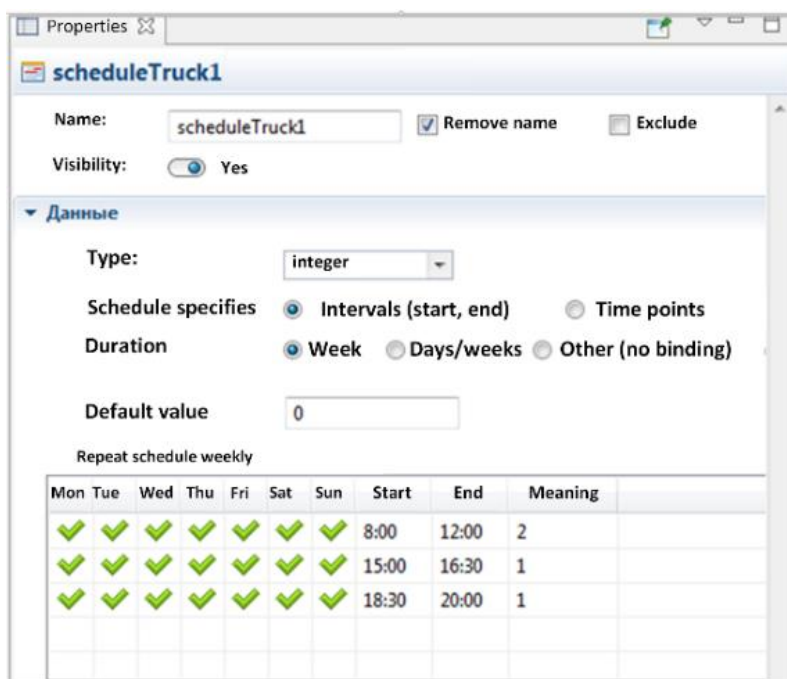 Properties
scheduleTruck1
Name: scheduleTruck1 Remove name Exclude
Visibility: Yes
Данные
Type: integer
Schedule specifies Intervals (start, end) Time points
Duration Week Days/weeks Other (no binding)
Default value 0
Repeat schedule weekly
Mon Tue Wed Thu Fri Sat Sun Start End Meaning
8:00 12:00 2
15:00 16:30 1
18:30 20:00 1